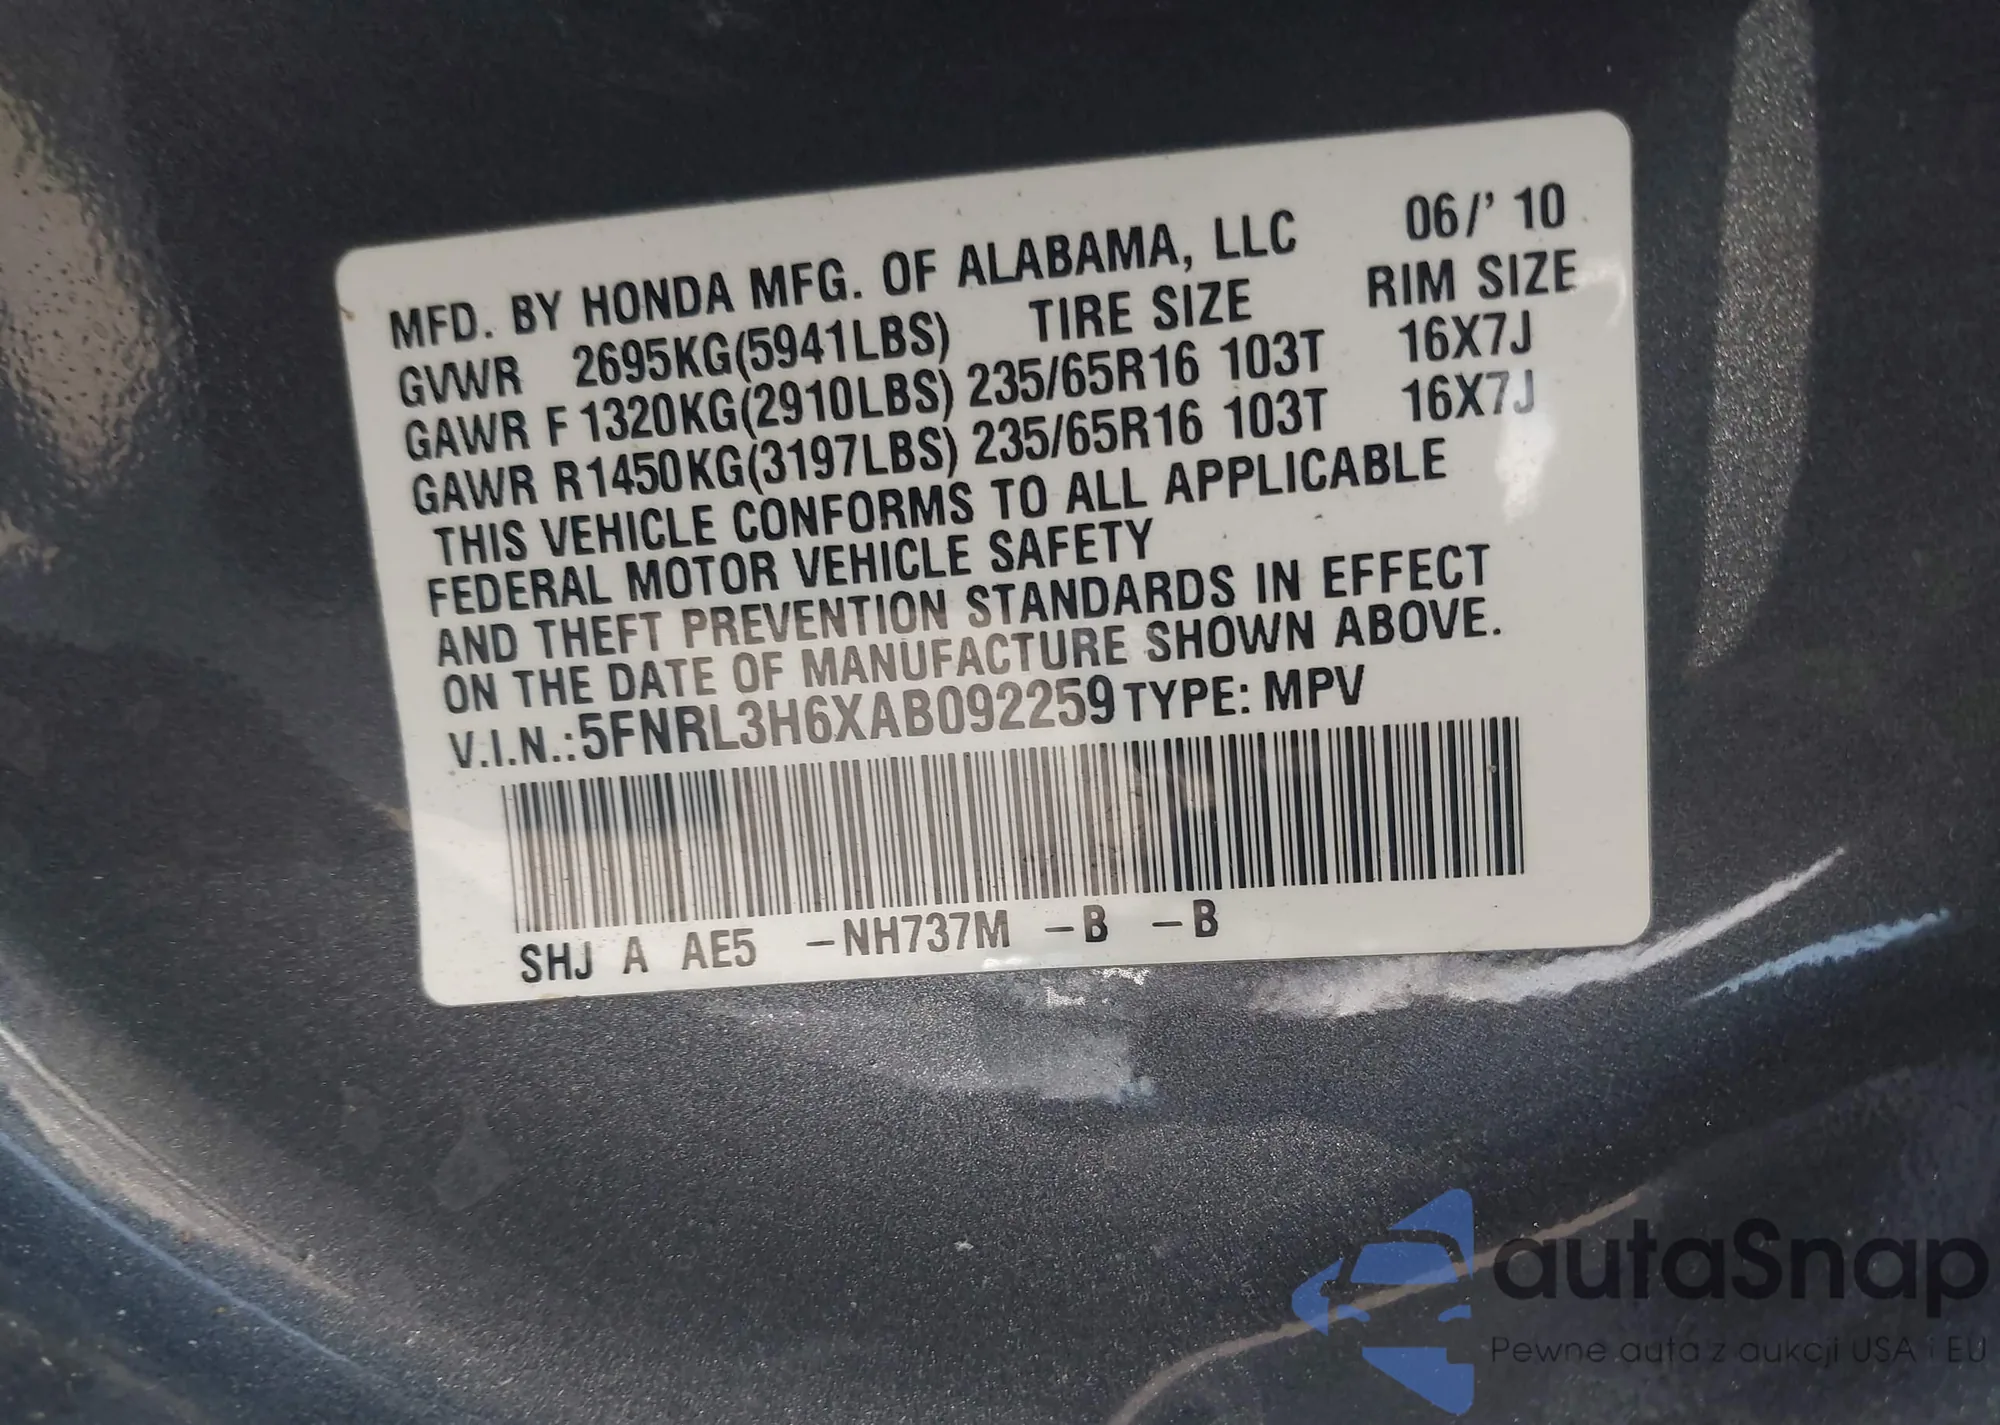 MFD. BY HONDA MFG. OF ALABAMA, LLC 06/' 10
GVWR 2695KG(5941LBS) TIRE SIZE RIM SIZE
GAWR F 1320KG(2910LBS) 235/65R16 103T 16X7J
GAWR R1450KG(3197LBS) 235/65R16 103T 16X7J
THIS VEHICLE CONFORMS TO ALL APPLICABLE
FEDERAL MOTOR VEHICLE SAFETY
AND THEFT PREVENTION STANDARDS IN EFFECT
ON THE DATE OF MANUFACTURE SHOWN ABOVE.
V.I.N.:5FNRL3H6XAB092259 TYPE: MPV
SHJ A AE5 -NH737M -B -B
autaSnap
Pewne auta z aukcji USA i EU